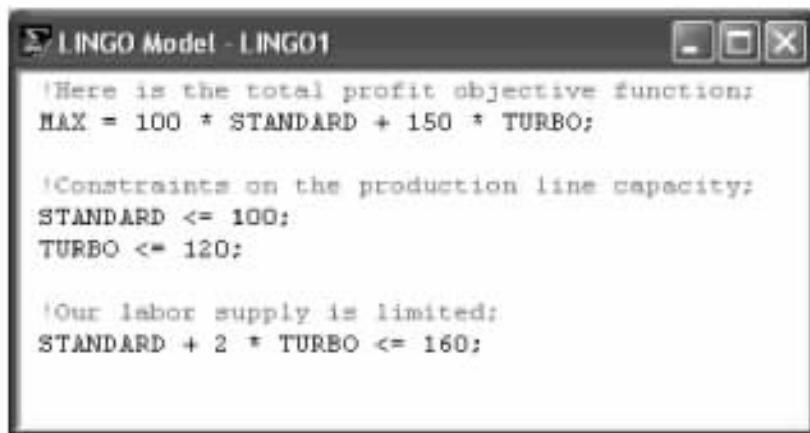 LINGO Model - LINGO1
!Here is the total profit objective function;
MAX = 100 * STANDARD + 150 * TURBO;
!Constraints on the production line capacity;
STANDARD <= 100;
TURBO <= 120;
!Our labor supply is limited;
STANDARD + 2 * TURBO <= 160;